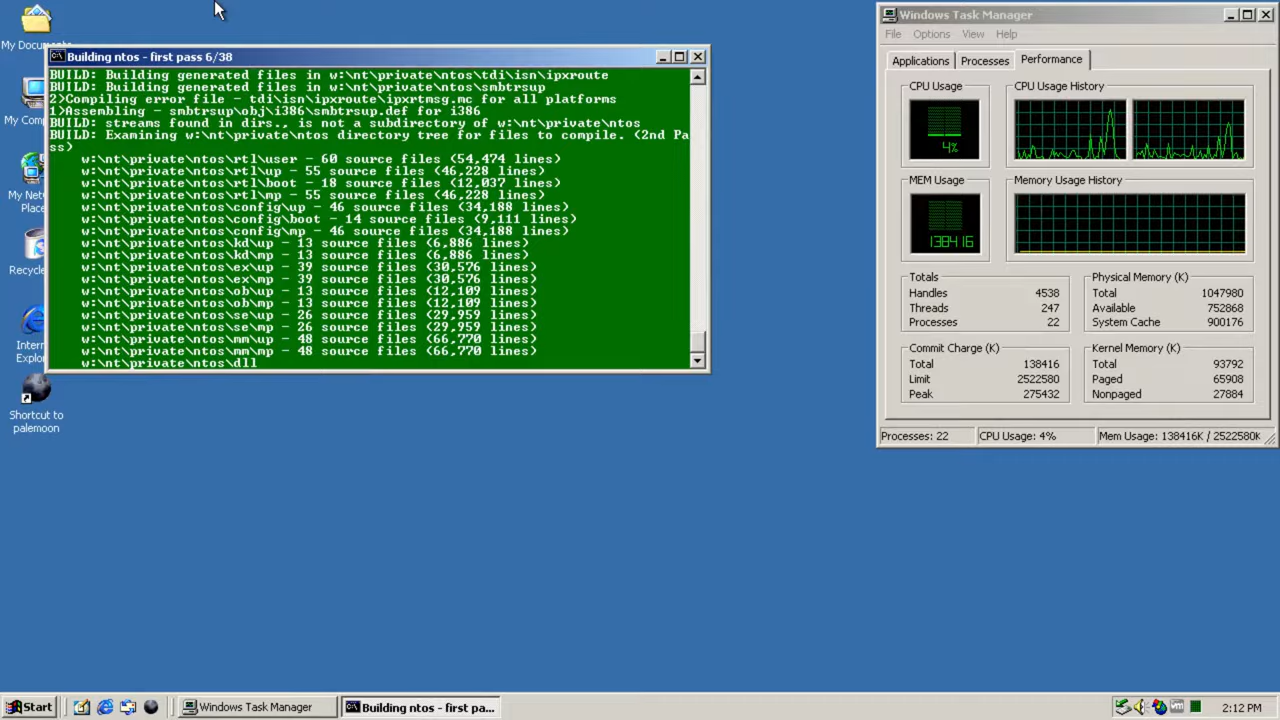 My Docum
My Com
My Net
Place
Recycle
Intern
Explor
Shortcut to
palemoon
Building ntos - first pass 6/38
BUILD: Building generated files in w:\nt\private\ntos\tdi\isn\ipxroute
BUILD: Building generated files in w:\nt\private\ntos\smbtrsup
2>Compiling error file - tdi\isn\ipxroute\ipxrtmsg.mc for all platforms
1>Assembling - smbtrsup\obj\i386\smbtrsup.def for i386
BUILD: streams found in dirs., is not a subdirectory of w:\nt\private\ntos
BUILD: Examining w:\nt\private\ntos directory tree for files to compile. (2nd Pa
ss)
w:\nt\private\ntos\rtl\user - 60 source files (54,474 lines)
w:\nt\private\ntos\rtl\up - 55 source files (46,228 lines)
w:\nt\private\ntos\rtl\boot - 18 source files (12,037 lines)
w:\nt\private\ntos\rtl\mp - 55 source files (46,228 lines)
w:\nt\private\ntos\config\up - 46 source files (34,188 lines)
w:\nt\private\ntos\config\boot - 14 source files (9,111 lines)
w:\nt\private\ntos\config\mp - 46 source files (34,188 lines)
w:\nt\private\ntos\kd\up - 13 source files (6,886 lines)
w:\nt\private\ntos\kd\mp - 13 source files (6,886 lines)
w:\nt\private\ntos\ex\up - 39 source files (30,576 lines)
w:\nt\private\ntos\ex\mp - 39 source files (30,576 lines)
w:\nt\private\ntos\ob\up - 13 source files (12,109 lines)
w:\nt\private\ntos\ob\mp - 13 source files (12,109 lines)
w:\nt\private\ntos\se\up - 26 source files (29,959 lines)
w:\nt\private\ntos\se\mp - 26 source files (29,959 lines)
w:\nt\private\ntos\mm\up - 48 source files (66,770 lines)
w:\nt\private\ntos\mm\mp - 48 source files (66,770 lines)
w:\nt\private\ntos\dll
Windows Task Manager
File Options View Help
Applications Processes Performance
CPU Usage CPU Usage History
4%
MEM Usage Memory Usage History
138416
Totals
Handles 4538
Threads 247
Processes 22
Physical Memory (K)
Total 1047980
Available 752868
System Cache 900176
Commit Charge (K)
Total 138416
Limit 2522580
Peak 275432
Kernel Memory (K)
Total 93792
Paged 65908
Nonpaged 27884
Processes: 22 CPU Usage: 4% Mem Usage: 138416K / 2522580K
Start Windows Task Manager Building ntos - first pa... 2:12 PM